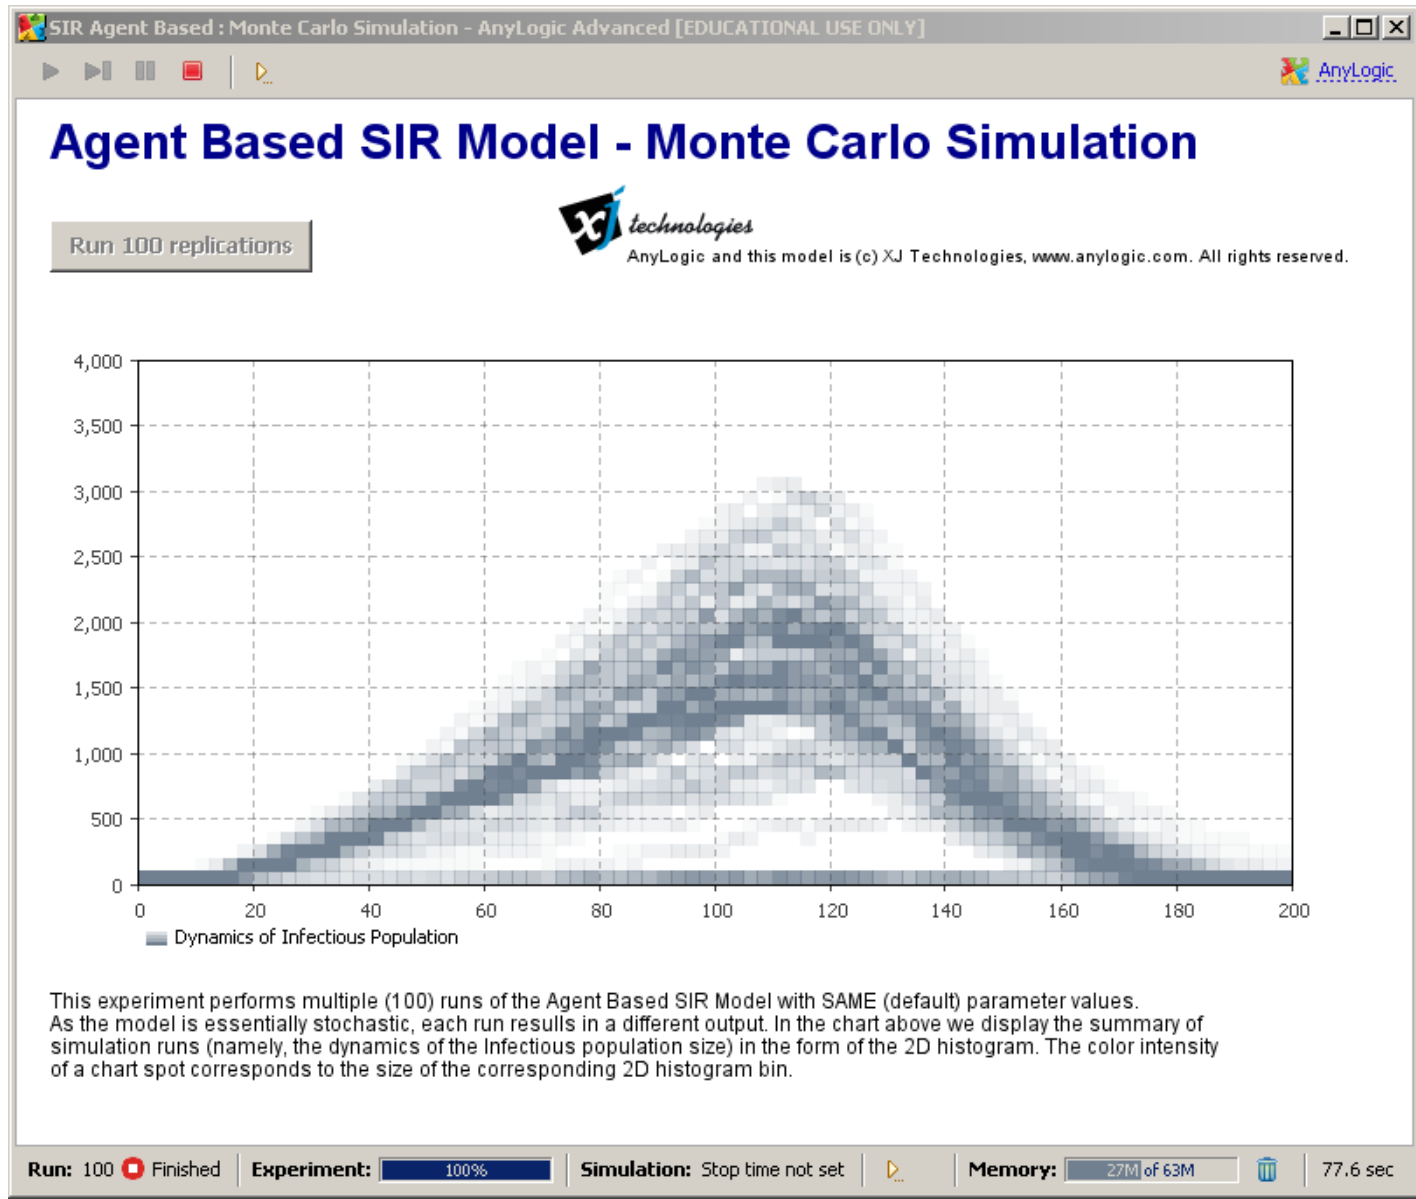 SIR Agent Based : Monte Carlo Simulation - AnyLogic Advanced [EDUCATIONAL USE ONLY]
AnyLogic
Agent Based SIR Model - Monte Carlo Simulation
Run 100 replications
xj technologies
AnyLogic and this model is (c) XJ Technologies, www.anylogic.com. All rights reserved.
4,000
3,500
3,000
2,500
2,000
1,500
1,000
500
0
0 20 40 60 80 100 120 140 160 180 200
Dynamics of Infectious Population
This experiment performs multiple (100) runs of the Agent Based SIR Model with SAME (default) parameter values.
As the model is essentially stochastic, each run resulls in a different output. In the chart above we display the summary of
simulation runs (namely, the dynamics of the Infectious population size) in the form of the 2D histogram. The color intensity
of a chart spot corresponds to the size of the corresponding 2D histogram bin.
Run: 100 Finished Experiment: 100% Simulation: Stop time not set Memory: 27M of 63M 77.6 sec